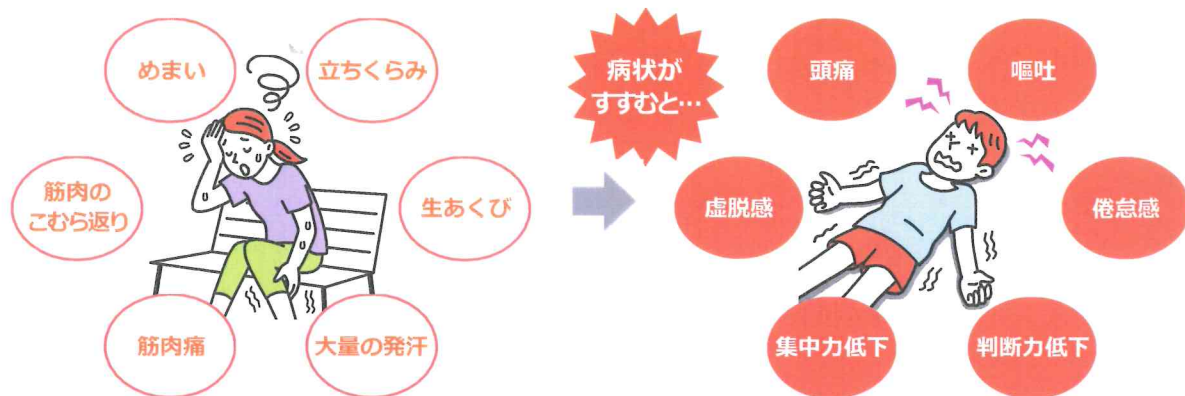 めまい
立ちくらみ
筋肉の
こむら返り
生あくび
筋肉痛
大量の発汗
病状が
すすむと…
頭痛
嘔吐
虚脱感
倦怠感
集中力低下
判断力低下